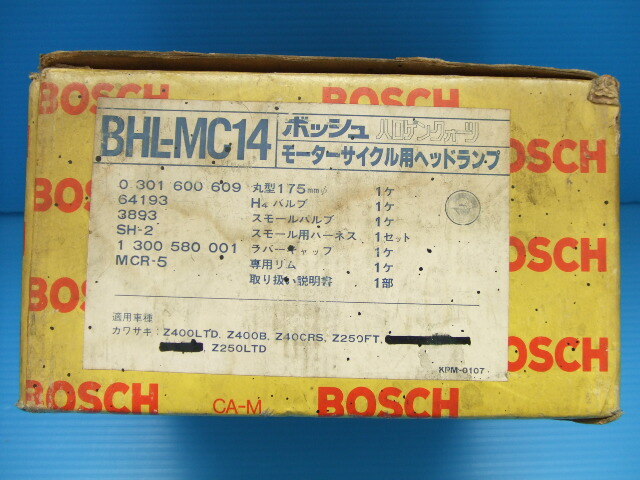 BOSCH
BOSCH
BOSCH
BHL-MC14 ボッシュ ハロゲンクォーツ
モーターサイクル用ヘッドランプ
0 301 600 609 丸型175mm 1ケ
64193 H4バルブ 1ケ
3893 スモールバルブ 1ケ
SH-2 スモール用ハーネス 1セット
1 300 580 001 ラバーキャップ 1ケ
MCR-5 専用リム 1ケ
取り扱い説明書 1部
適用車種
カワサキ: Z400LTD, Z400B, Z40CRS, Z250FT,
, Z250LTD
KPM-0107
OSCH
BO
BOSCH
CA-M
BOSCH
BOSCH